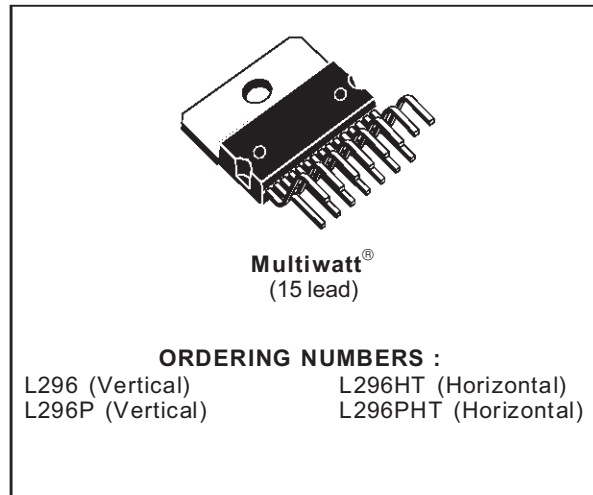 Multiwatt®
(15 lead)
ORDERING NUMBERS :
L296 (Vertical) L296HT (Horizontal)
L296P (Vertical) L296PHT (Horizontal)